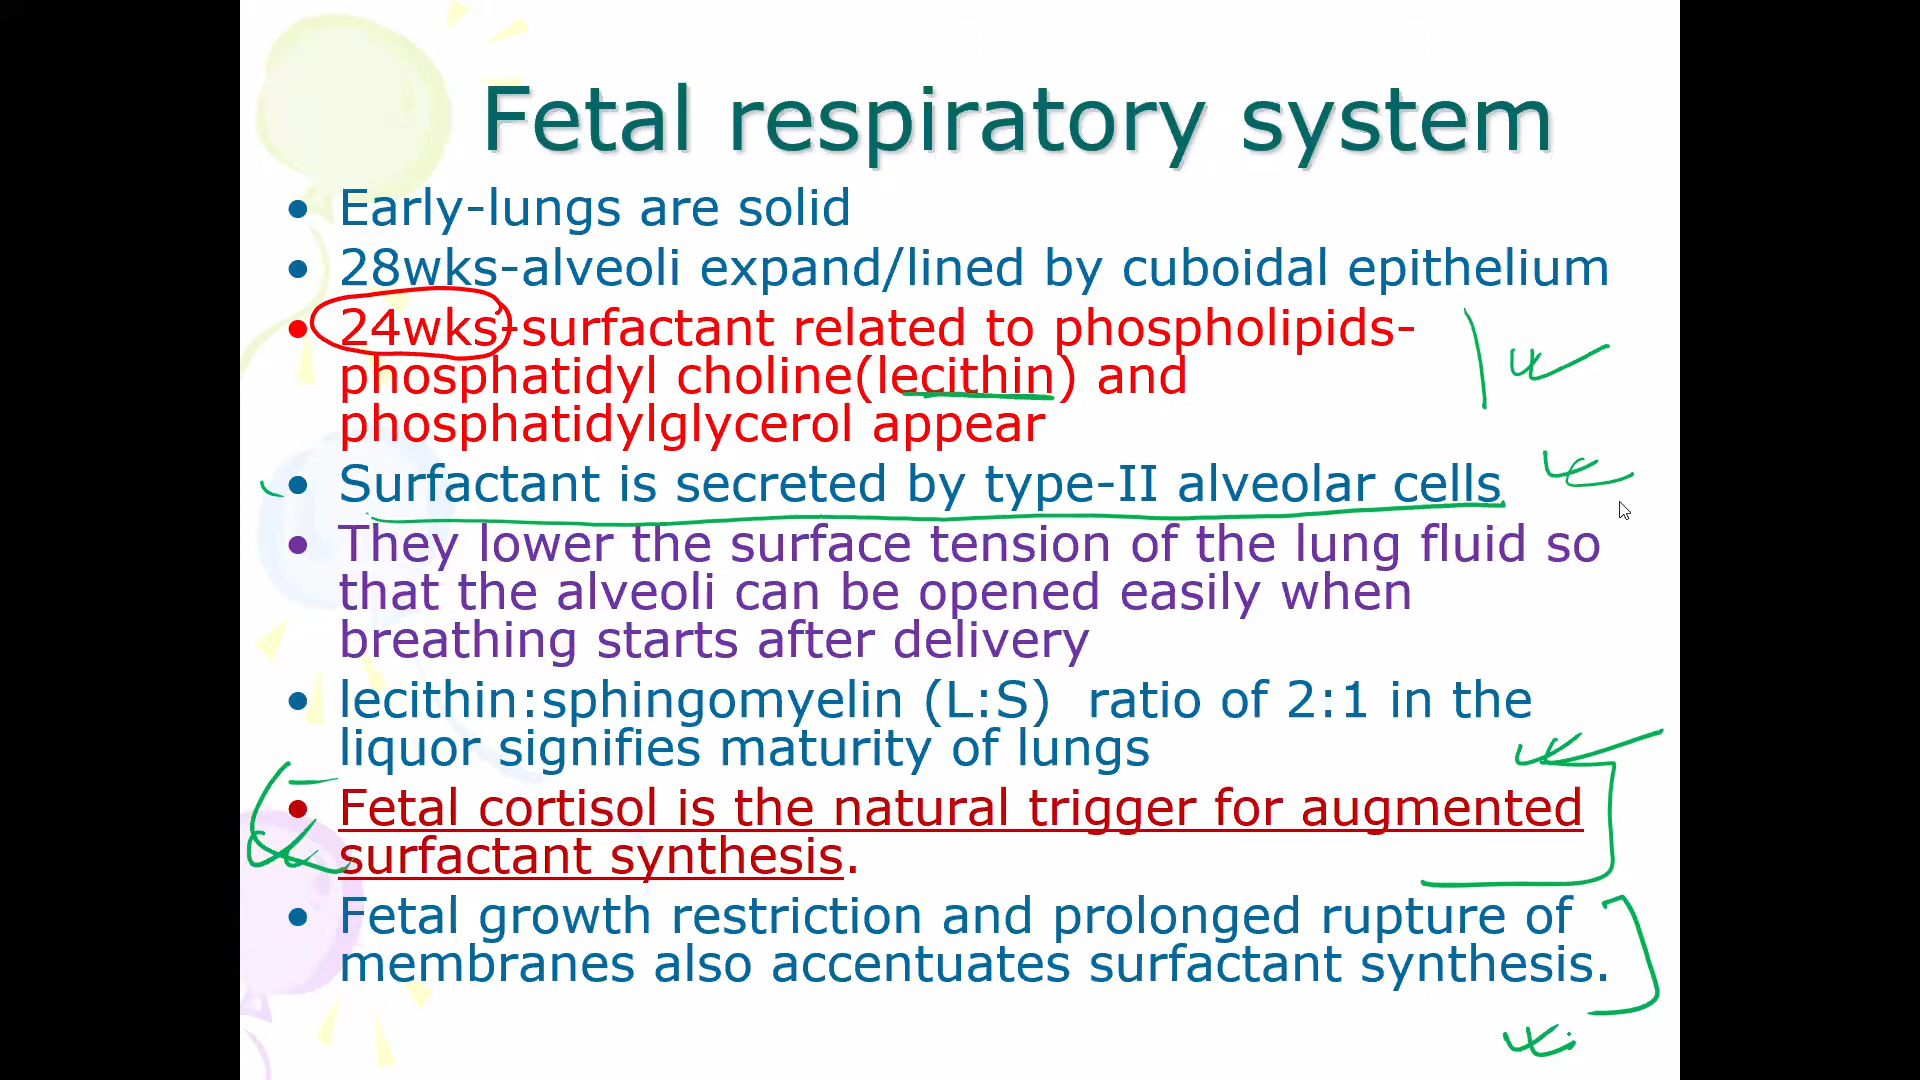 Fetal respiratory system
• Early-lungs are solid
• 28wks-alveoli expand/lined by cuboidal epithelium
• 24wks-surfactant related to phospholipids-
phosphatidyl choline(lecithin) and
phosphatidylglycerol appear
• Surfactant is secreted by type-II alveolar cells
• They lower the surface tension of the lung fluid so
that the alveoli can be opened easily when
breathing starts after delivery
• lecithin:sphingomyelin (L:S) ratio of 2:1 in the
liquor signifies maturity of lungs
• Fetal cortisol is the natural trigger for augmented
surfactant synthesis.
• Fetal growth restriction and prolonged rupture of
membranes also accentuates surfactant synthesis.